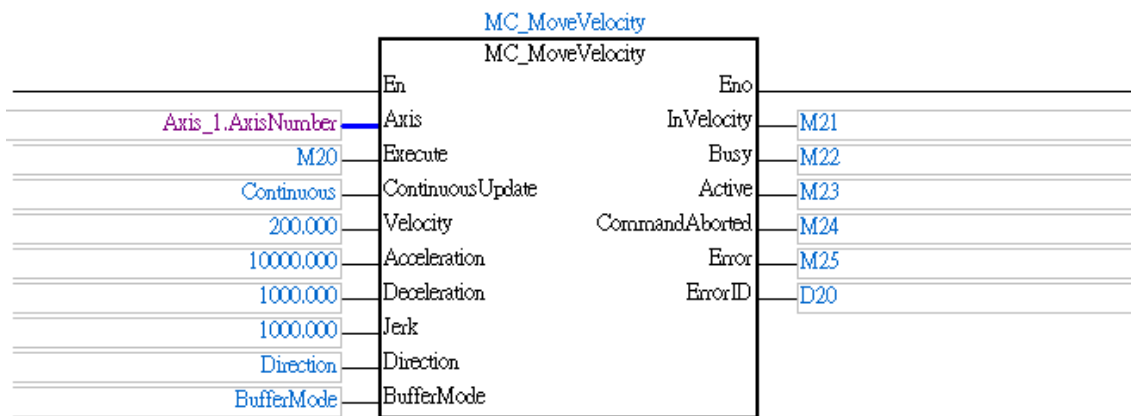 MC_MoveVelocity
MC_MoveVelocity
En Eno
Axis_1.AxisNumber Axis InVelocity M21
M20 Execute Busy M22
Continuous ContinuousUpdate Active M23
200.000 Velocity CommandAborted M24
10000.000 Acceleration Error M25
1000.000 Deceleration ErrorID D20
1000.000 Jerk
Direction Direction
BufferMode BufferMode